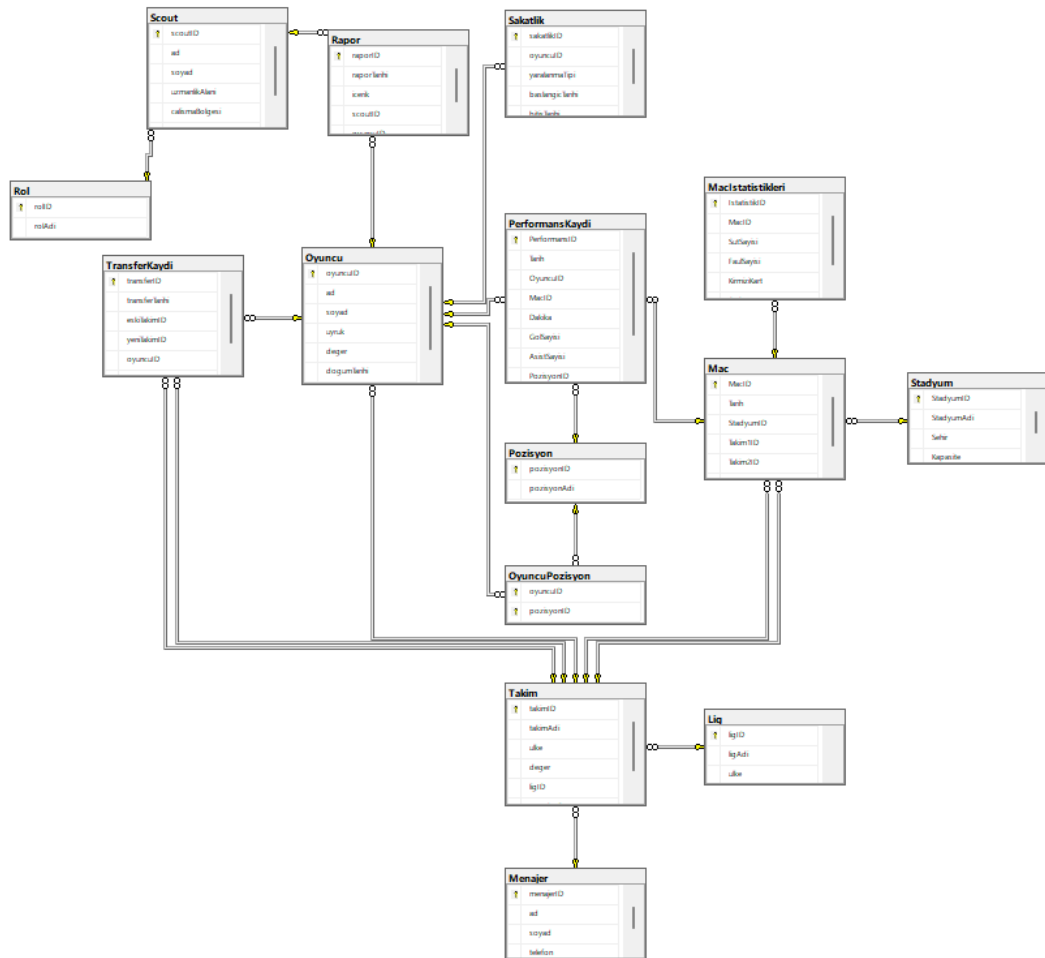 Scout
scoutID
ad
soyad
uzmanlikAlani
calismaBolgesi
Rapor
raporID
raporTarihi
icerik
scoutID
Sakatlik
sakatlikID
oyuncuID
yaralanmaTipi
baslangicTarihi
bitisTarihi
Rol
rolID
rolAdi
TransferKaydi
transferID
transferTarihi
eskiTakimID
yeniTakimID
oyuncuID
Oyuncu
oyuncuID
ad
soyad
uyruk
deger
dogumTarihi
PerformansKaydi
PerformansID
Tarih
OyuncuID
MacID
Dakika
GolSayisi
AsistSayisi
PozisyonID
MacIstatistikleri
IstatistikID
MacID
SutSayisi
FaulSayisi
KirmiziKart
Mac
MacID
Tarih
StadyumID
Takim1ID
Takim2ID
Stadyum
StadyumID
StadyumAdi
Sehir
Kapasite
Pozisyon
pozisyonID
pozisyonAdi
OyuncuPozisyon
oyuncuID
pozisyonID
Takim
takimID
takimAdi
ulke
deger
ligID
Lig
ligID
ligAdi
ulke
Menajer
menajerID
ad
soyad
telefon